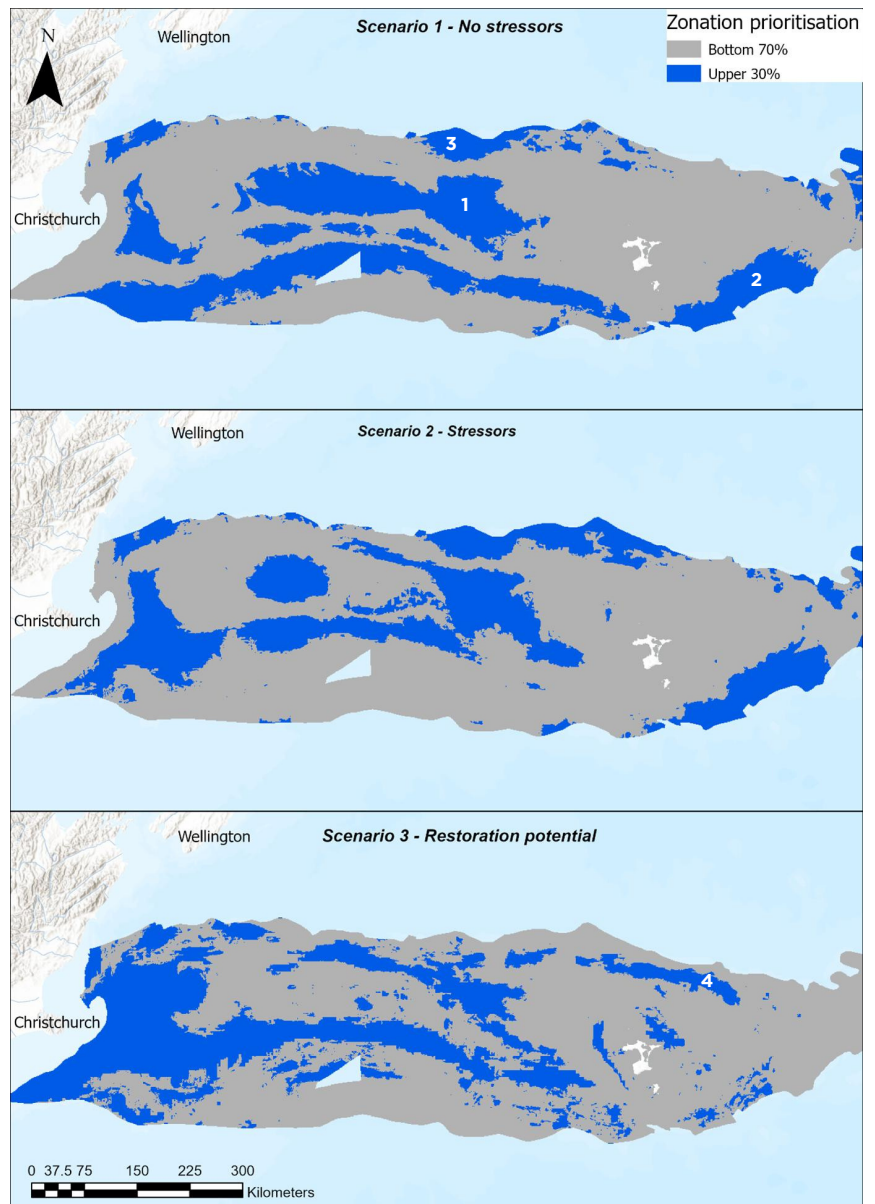 Wellington
Scenario 1 - No stressors
Zonation prioritisation
Bottom 70%
Upper 30%
N
3
1
Christchurch
2
Wellington
Scenario 2 - Stressors
Christchurch
Wellington
Scenario 3 - Restoration potential
4
Christchurch
0 37.5 75 150 225 300
Kilometers